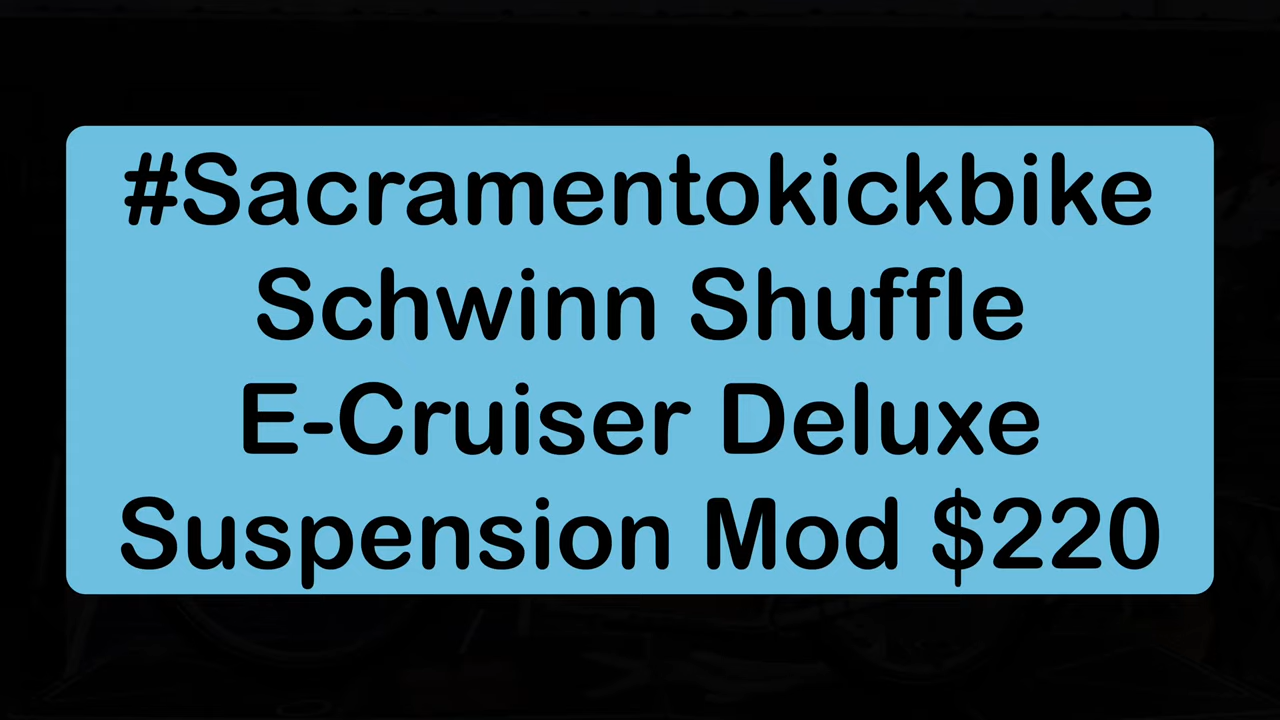 #Sacramentokickbike
Schwinn Shuffle
E-Cruiser Deluxe
Suspension Mod $220